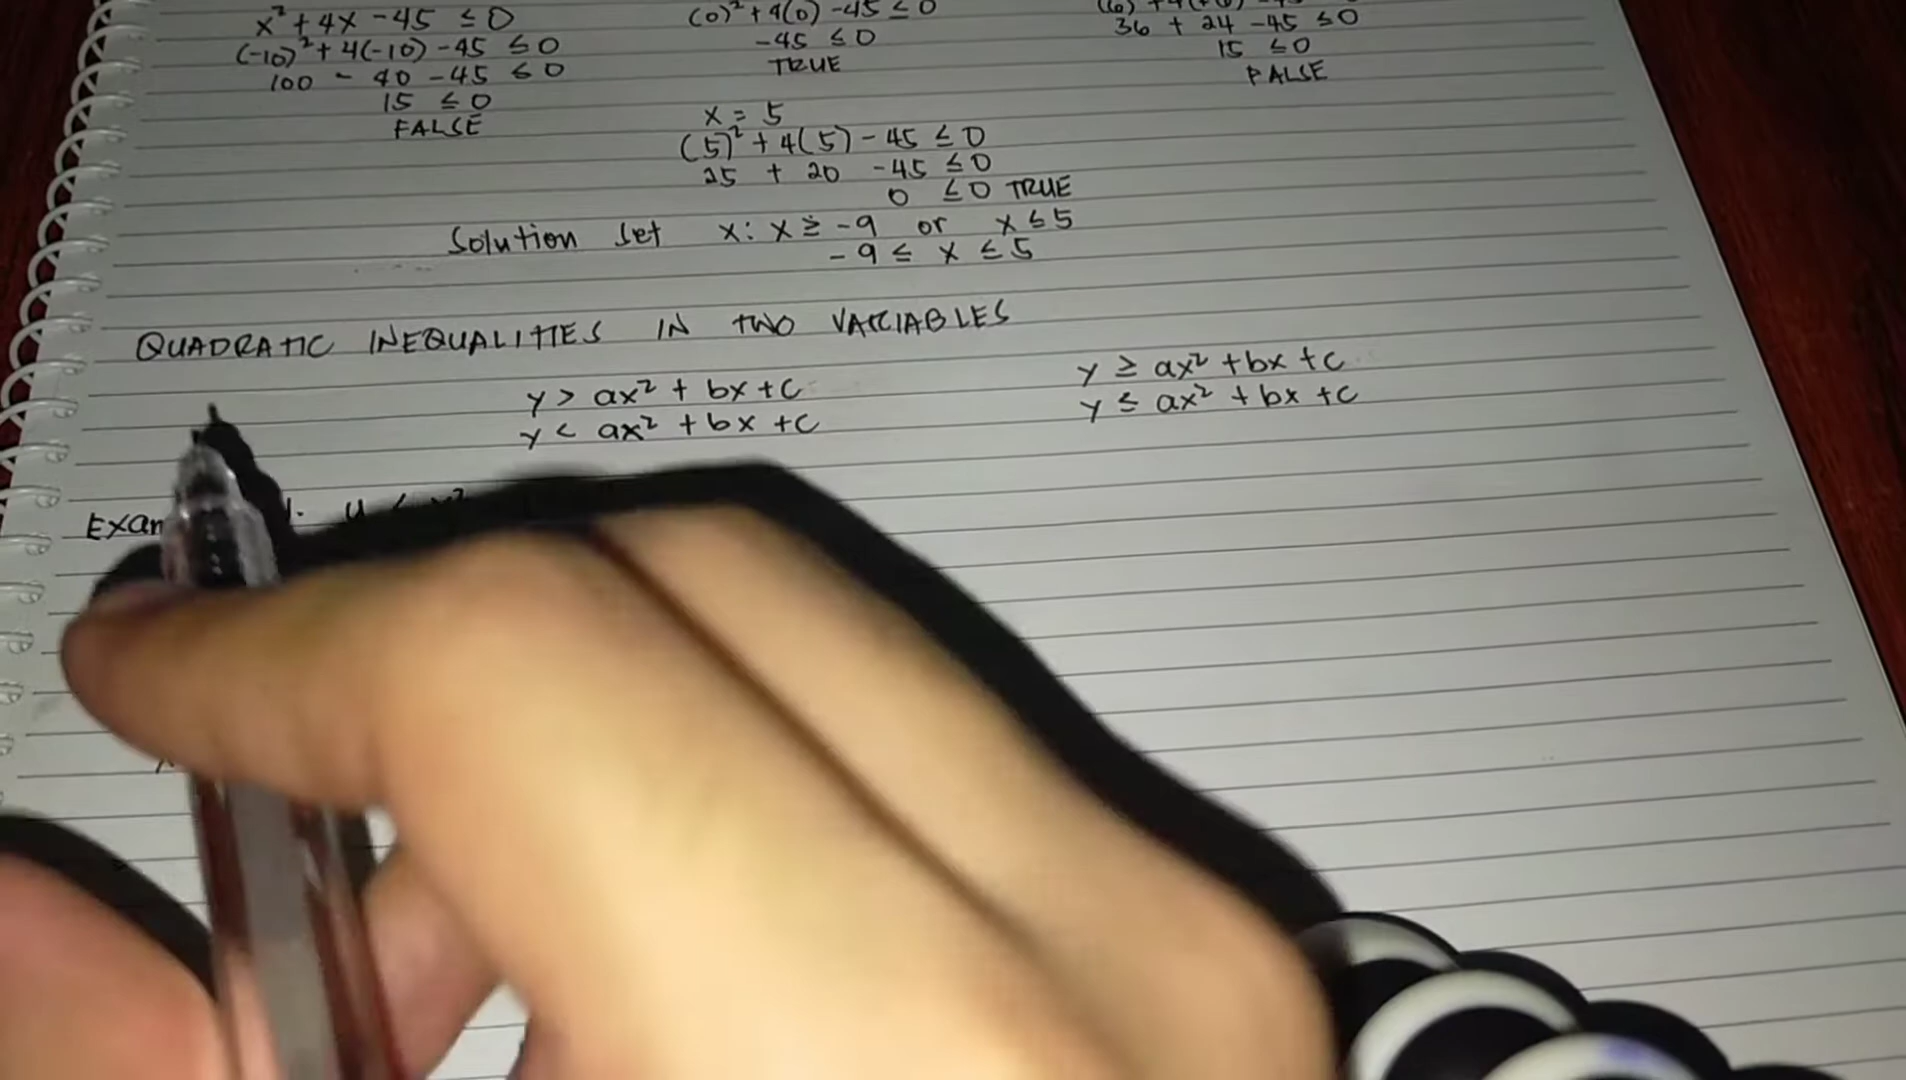 x² + 4x - 45 ≤ 0
(-10)² + 4(-10) - 45 ≤ 0
100 - 40 - 45 ≤ 0
15 ≤ 0
FALSE
(0)² + 4(0) - 45 ≤ 0
-45 ≤ 0
TRUE
x = 5
(5)² + 4(5) - 45 ≤ 0
25 + 20 - 45 ≤ 0
0 ≤ 0 TRUE
36 + 24 - 45 ≤ 0
15 ≤ 0
FALSE
Solution set x: x ≥ -9 or x ≤ 5
-9 ≤ x ≤ 5
QUADRATIC INEQUALITIES IN TWO VARIABLES
y > ax² + bx + c
y < ax² + bx + c
y ≥ ax² + bx + c
y ≤ ax² + bx + c